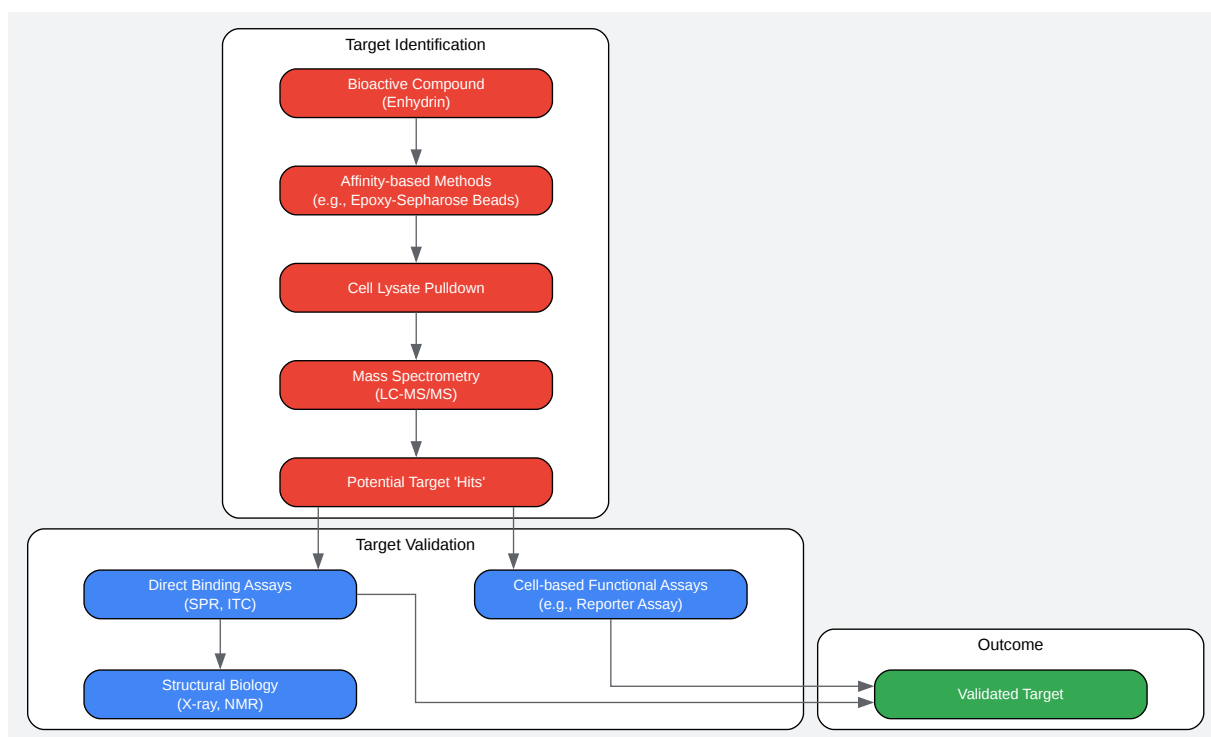 Target Identification
Bioactive Compound
(Enhydrin)
Affinity-based Methods
(e.g., Epoxy-Sepharose Beads)
Cell Lysate Pulldown
Mass Spectrometry
(LC-MS/MS)
Potential Target 'Hits'
Target Validation
Direct Binding Assays
(SPR, ITC)
Cell-based Functional Assays
(e.g., Reporter Assay)
Structural Biology
(X-ray, NMR)
Outcome
Validated Target